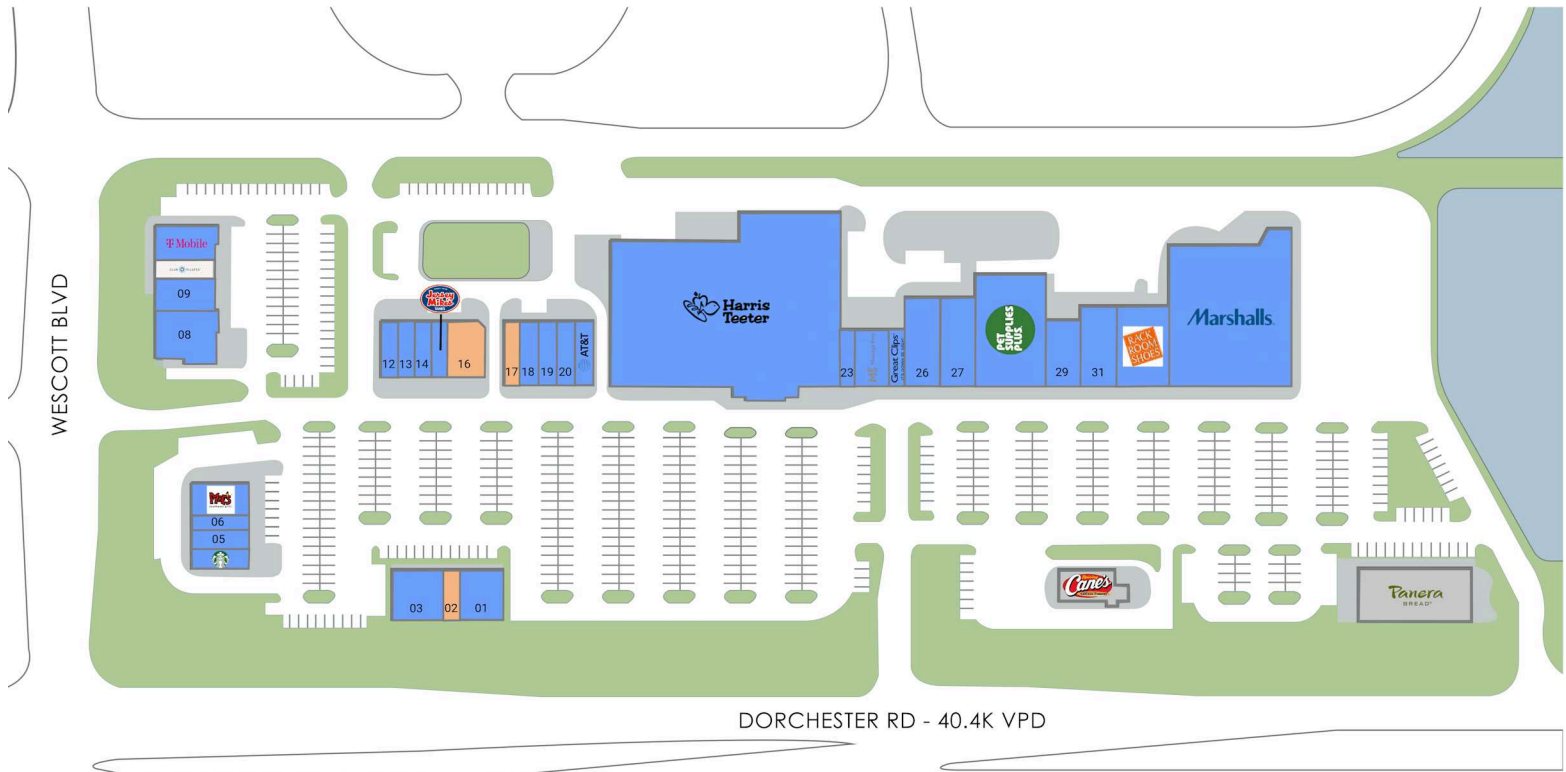 WESCOTT BLVD
T Mobile
09
08
Jersey
Mike's
SUBS
12
13
14
16
17
18
19
20
AT&T
Harris
Teeter
23
Great Clips
26
27
PET
SUPPLIES
PLUS
29
31
RACK
ROOM
SHOES
Marshalls
Moe's
06
05
03
02
01
Cane's
Panera
BREAD
DORCHESTER RD - 40.4K VPD